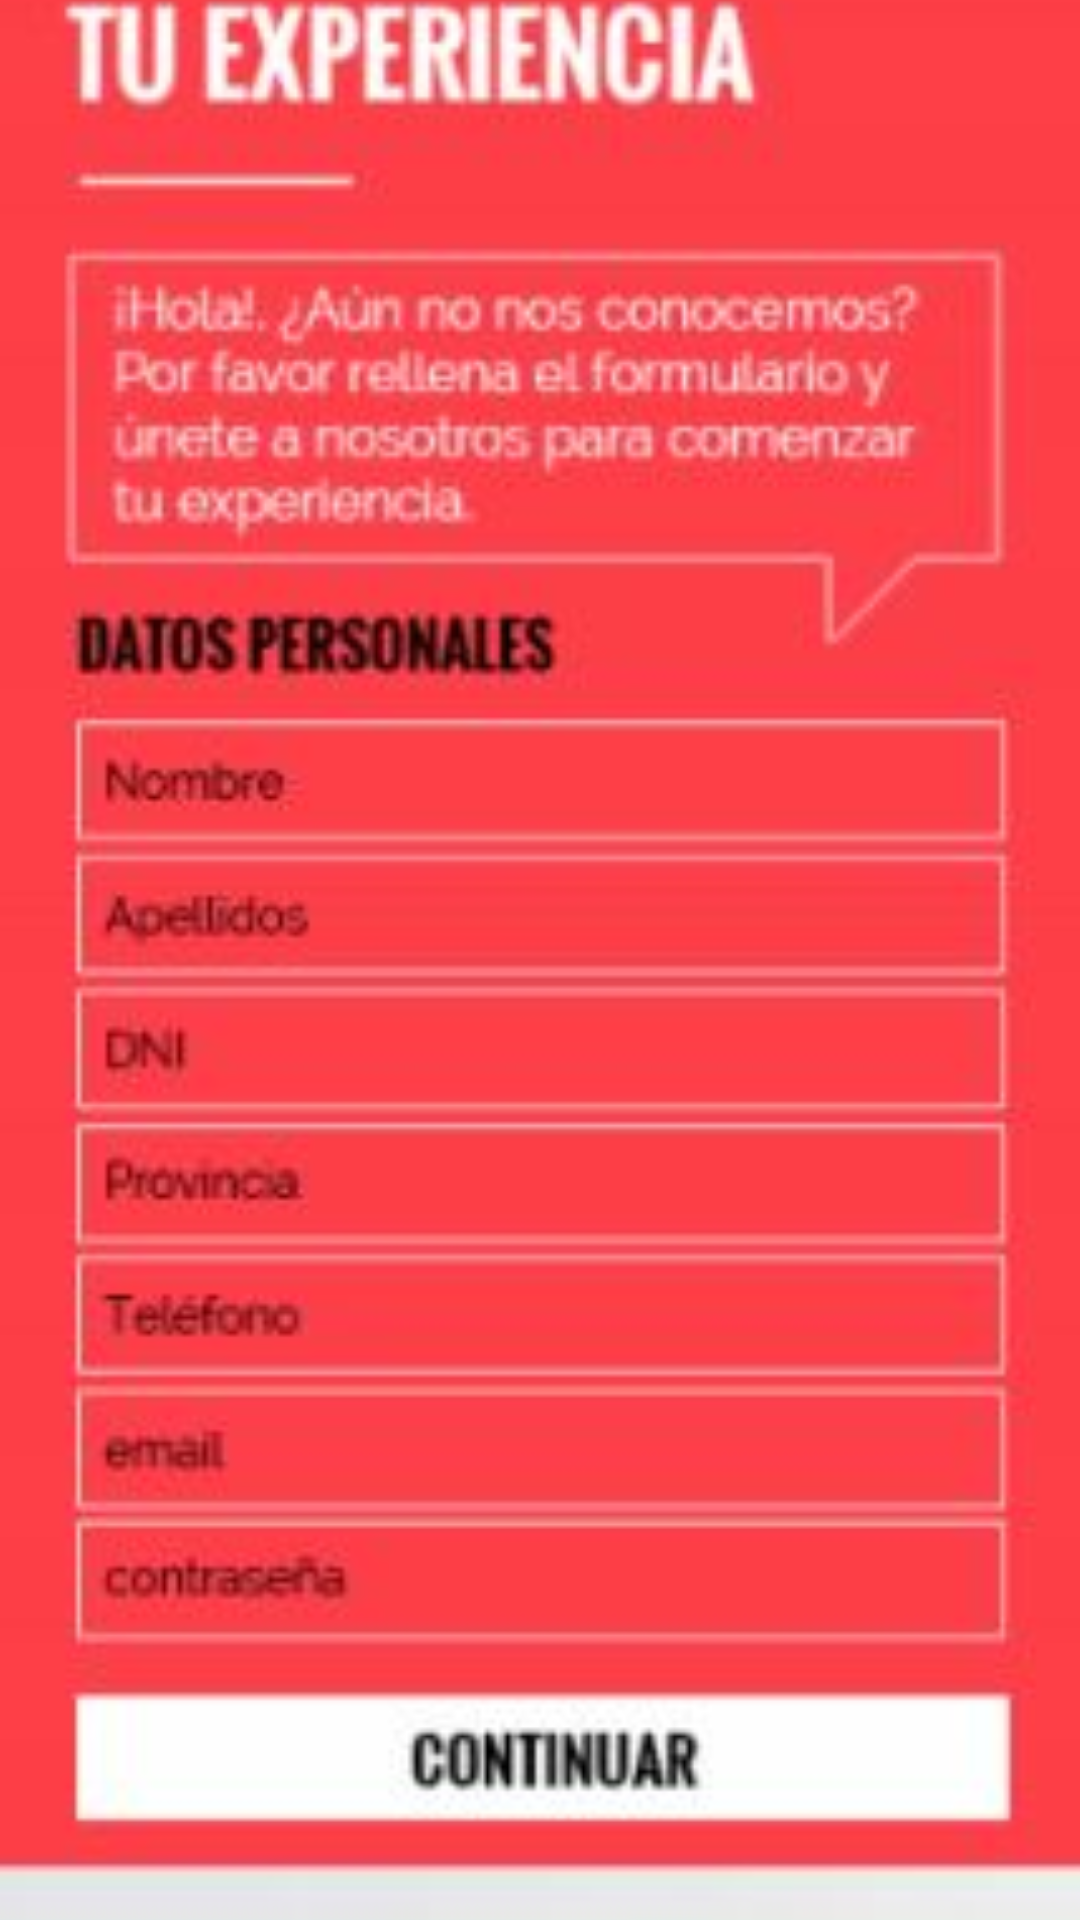 TU EXPERIENCIA
¡Hola!. ¿Aún no nos conocemos?
Por favor rellena el formulario y
únete a nosotros para comenzar
tu experiencia.
DATOS PERSONALES
Nombre
Apellidos
DNI
Provincia
Teléfono
email
contraseña
CONTINUAR